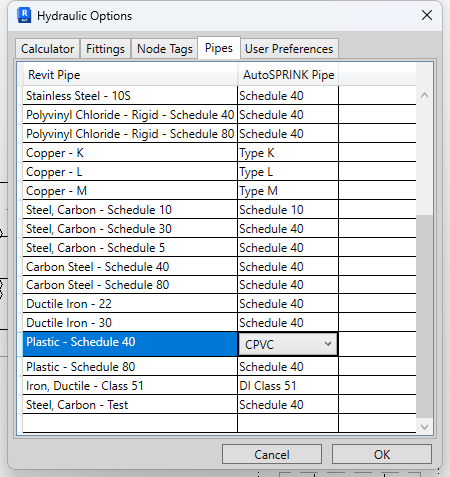 Hydraulic Options
Calculator Fittings Node Tags Pipes User Preferences
Revit Pipe AutoSPRINK Pipe
Stainless Steel - 10S Schedule 40
Polyvinyl Chloride - Rigid - Schedule 40 Schedule 40
Polyvinyl Chloride - Rigid - Schedule 80 Schedule 40
Copper - K Type K
Copper - L Type L
Copper - M Type M
Steel, Carbon - Schedule 10 Schedule 10
Steel, Carbon - Schedule 30 Schedule 40
Steel, Carbon - Schedule 5 Schedule 40
Carbon Steel - Schedule 40 Schedule 40
Carbon Steel - Schedule 80 Schedule 40
Ductile Iron - 22 Schedule 40
Ductile Iron - 30 Schedule 40
Plastic - Schedule 40 CPVC
Plastic - Schedule 80 Schedule 40
Iron, Ductile - Class 51 DI Class 51
Steel, Carbon - Test Schedule 40
Cancel OK